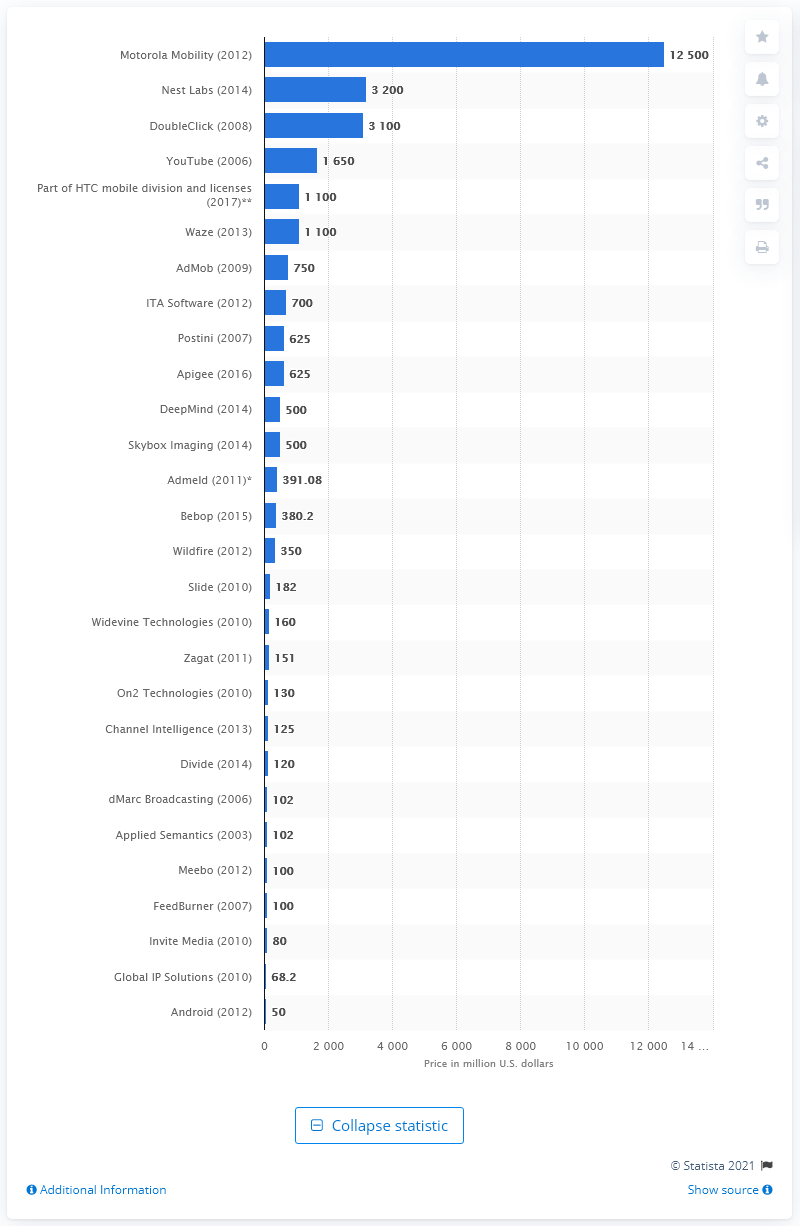 Motorola Mobility (2012) 12 500
Nest Labs (2014) 3 200
DoubleClick (2008) 3 100
YouTube (2006) 1 650
Part of HTC mobile division and licenses
(2017)** 1 100
Waze (2013) 1 100
AdMob (2009) 750
ITA Software (2012) 700
Postini (2007) 625
Apigee (2016) 625
DeepMind (2014) 500
Skybox Imaging (2014) 500
Admeld (2011)* 391.08
Bebop (2015) 380.2
Wildfire (2012) 350
Slide (2010) 182
Widevine Technologies (2010) 160
Zagat (2011) 151
On2 Technologies (2010) 130
Channel Intelligence (2013) 125
Divide (2014) 120
dMarc Broadcasting (2006) 102
Applied Semantics (2003) 102
Meebo (2012) 100
FeedBurner (2007) 100
Invite Media (2010) 80
Global IP Solutions (2010) 68.2
Android (2012) 50
0 2 000 4 000 6 000 8 000 10 000 12 000 14 ...
Price in million U.S. dollars
Collapse statistic
© Statista 2021
Additional Information Show source